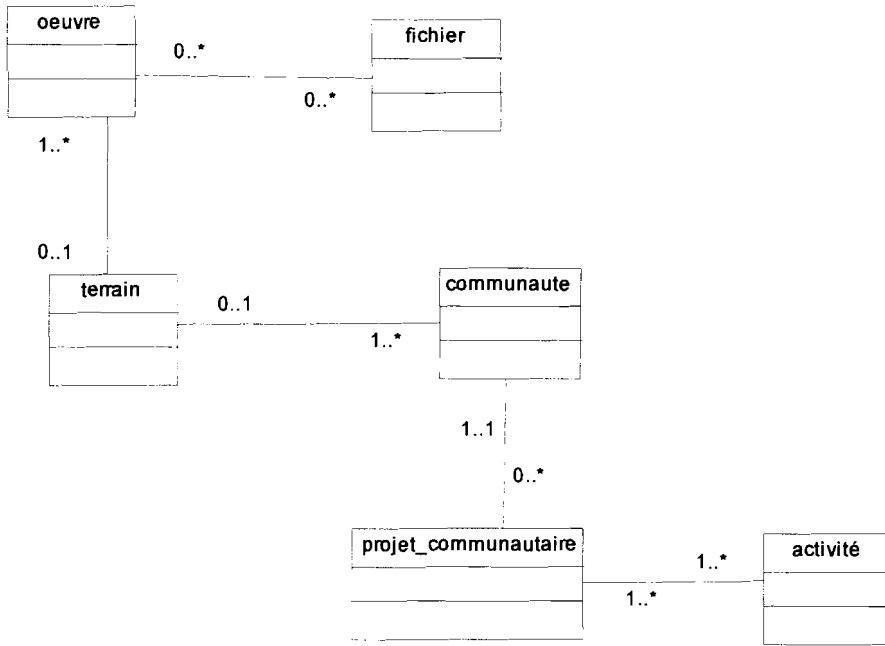 oeuvre
fichier
0..*
0..*
1..*
0..1
terrain
communaute
0..1
1..*
1..1
0..*
projet_communautaire
activité
1..*
1..*